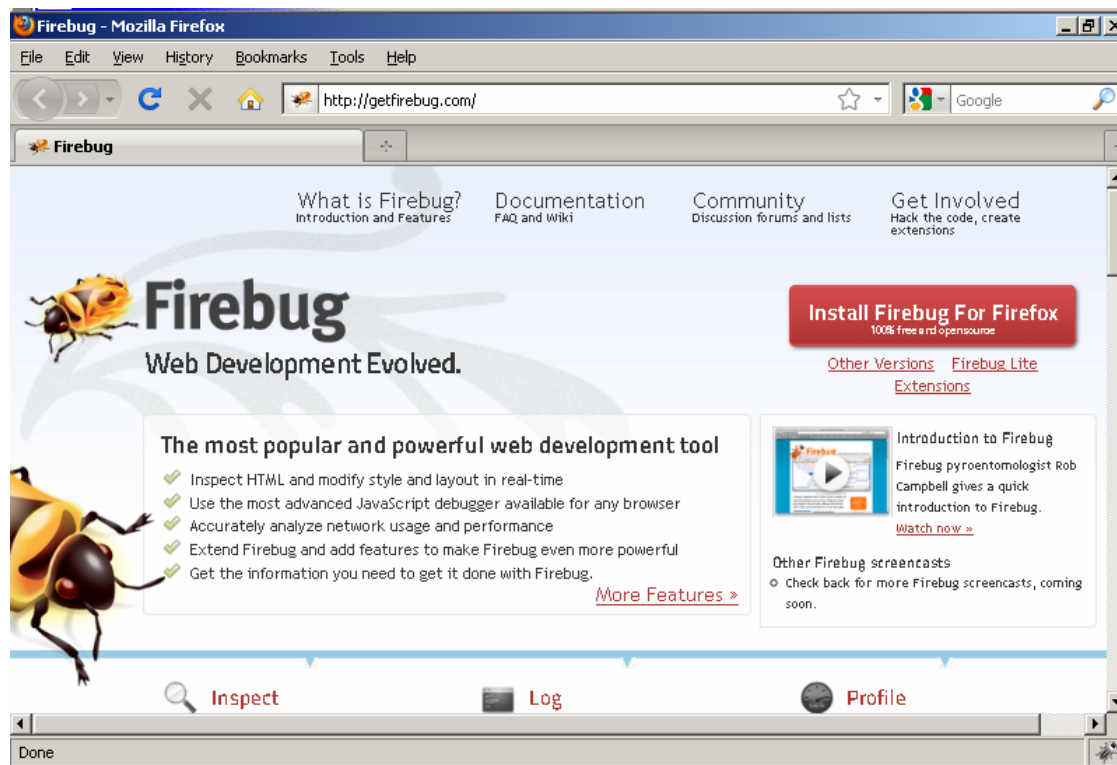 Firebug - Mozilla Firefox
File Edit View History Bookmarks Tools Help
http://getfirebug.com/
Google
Firebug
What is Firebug?
Introduction and Features
Documentation
FAQ and Wiki
Community
Discussion forums and lists
Get Involved
Hack the code, create
extensions
Firebug
Web Development Evolved.
Install Firebug For Firefox
100% free and opensource
Other Versions Firebug Lite
Extensions
The most popular and powerful web development tool
Inspect HTML and modify style and layout in real-time
Use the most advanced JavaScript debugger available for any browser
Accurately analyze network usage and performance
Extend Firebug and add features to make Firebug even more powerful
Get the information you need to get it done with Firebug.
More Features »
Firebug
Introduction to Firebug
Firebug pyroentomologist Rob
Campbell gives a quick
introduction to Firebug.
Watch now »
Other Firebug screencasts
Check back for more Firebug screencasts, coming
soon.
Inspect
Log
Profile
Done